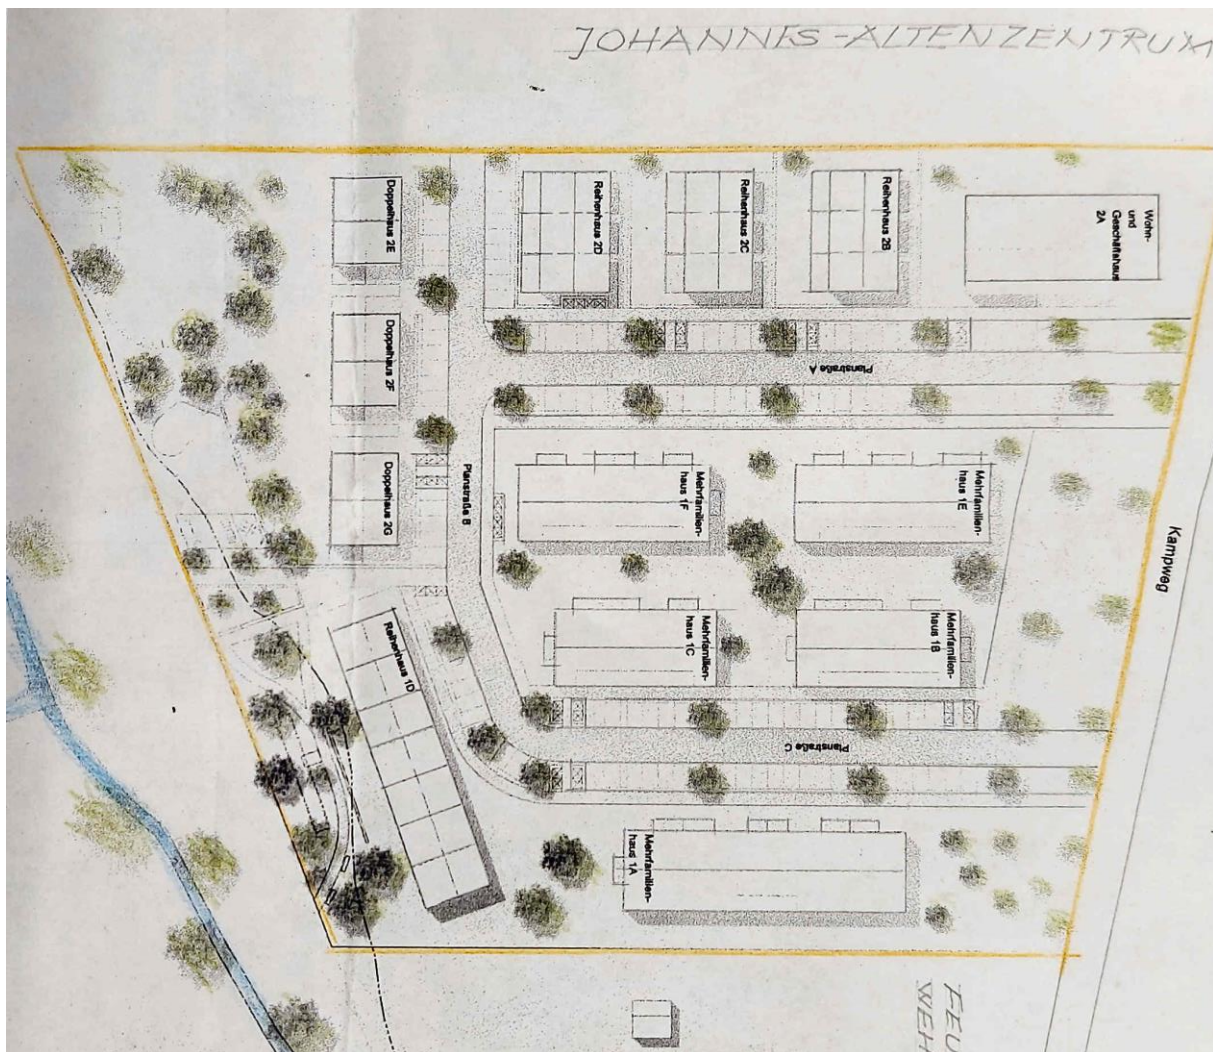 JOHANNES-ALTENZENTRUM
Doppelhaus 2E
Reihenhaus 2D
Reihenhaus 2C
Reihenhaus 2B
Wohn-
und
Geschäftshaus
2A
Doppelhaus 2F
Planstraße A
Doppelhaus 2G
Planstraße B
Mehrfamilien-
haus 1F
Mehrfamilien-
haus 1E
Kampweg
Reihenhaus 1D
Mehrfamilien-
haus 1C
Mehrfamilien-
haus 1B
Planstraße C
Mehrfamilien-
haus 1A
FEU
WEH